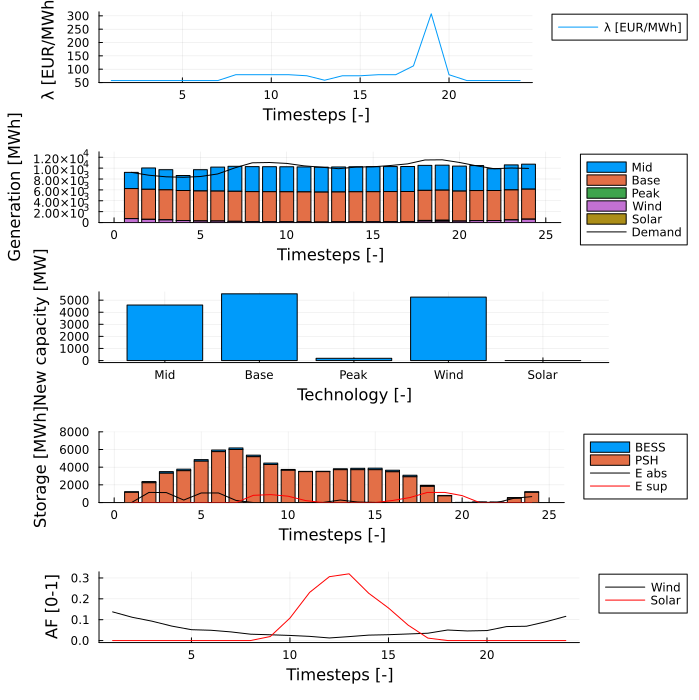 λ [EUR/MWh]
300
250
200
150
100
50
5
10
15
20
Timesteps [-]
λ [EUR/MWh]
Generation [MWh]
1.20×10⁴
1.00×10⁴
8.00×10³
6.00×10³
4.00×10³
2.00×10³
0
0
5
10
15
20
25
Timesteps [-]
Mid
Base
Peak
Wind
Solar
Demand
New capacity [MW]
5000
4000
3000
2000
1000
0
Mid
Base
Peak
Wind
Solar
Technology [-]
Storage [MWh]
8000
6000
4000
2000
0
0
5
10
15
20
25
Timesteps [-]
BESS
PSH
E abs
E sup
AF [0-1]
0.3
0.2
0.1
0.0
5
10
15
20
Timesteps [-]
Wind
Solar